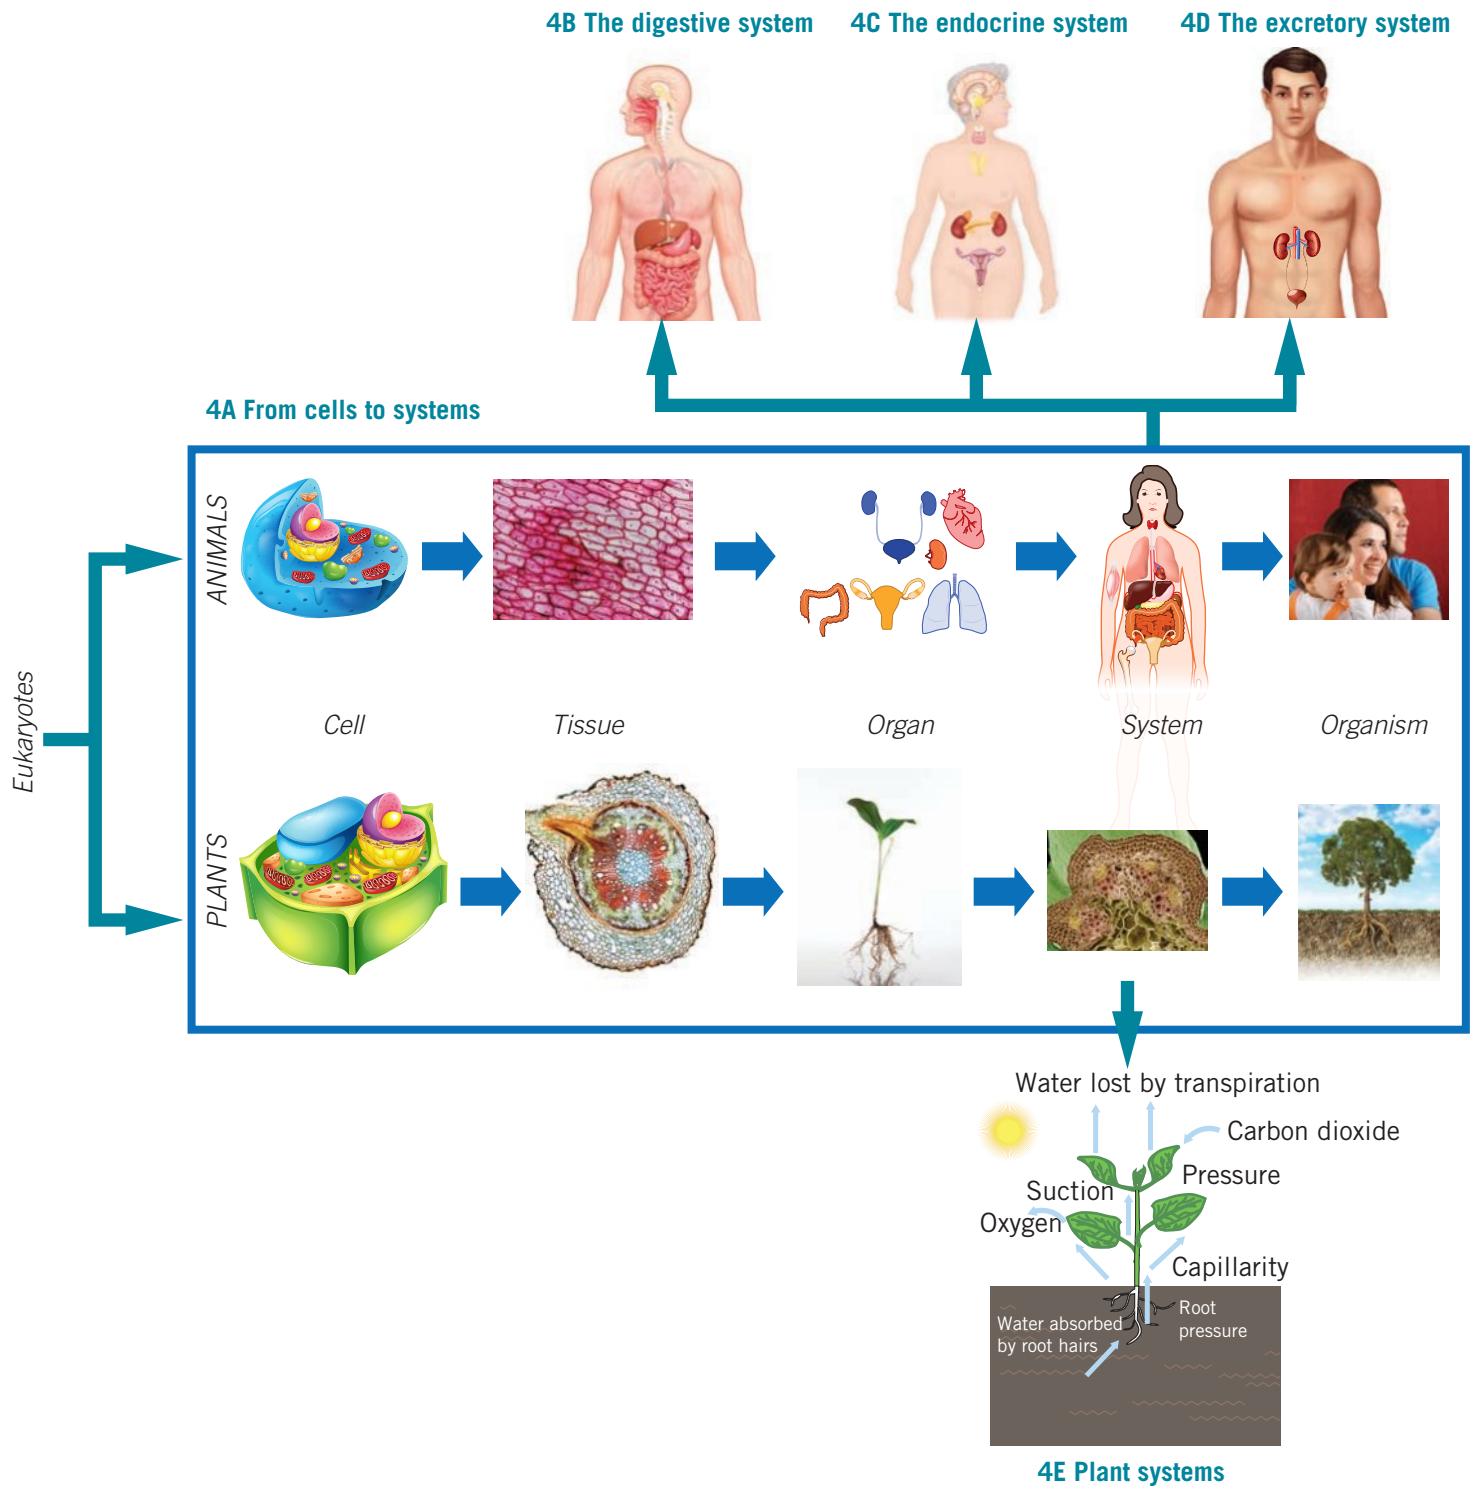 4B The digestive system
4C The endocrine system
4D The excretory system
4A From cells to systems
ANIMALS
Eukaryotes
Cell
Tissue
Organ
System
Organism
PLANTS
Water lost by transpiration
Carbon dioxide
Pressure
Suction
Oxygen
Capillarity
Root
pressure
Water absorbed
by root hairs
4E Plant systems